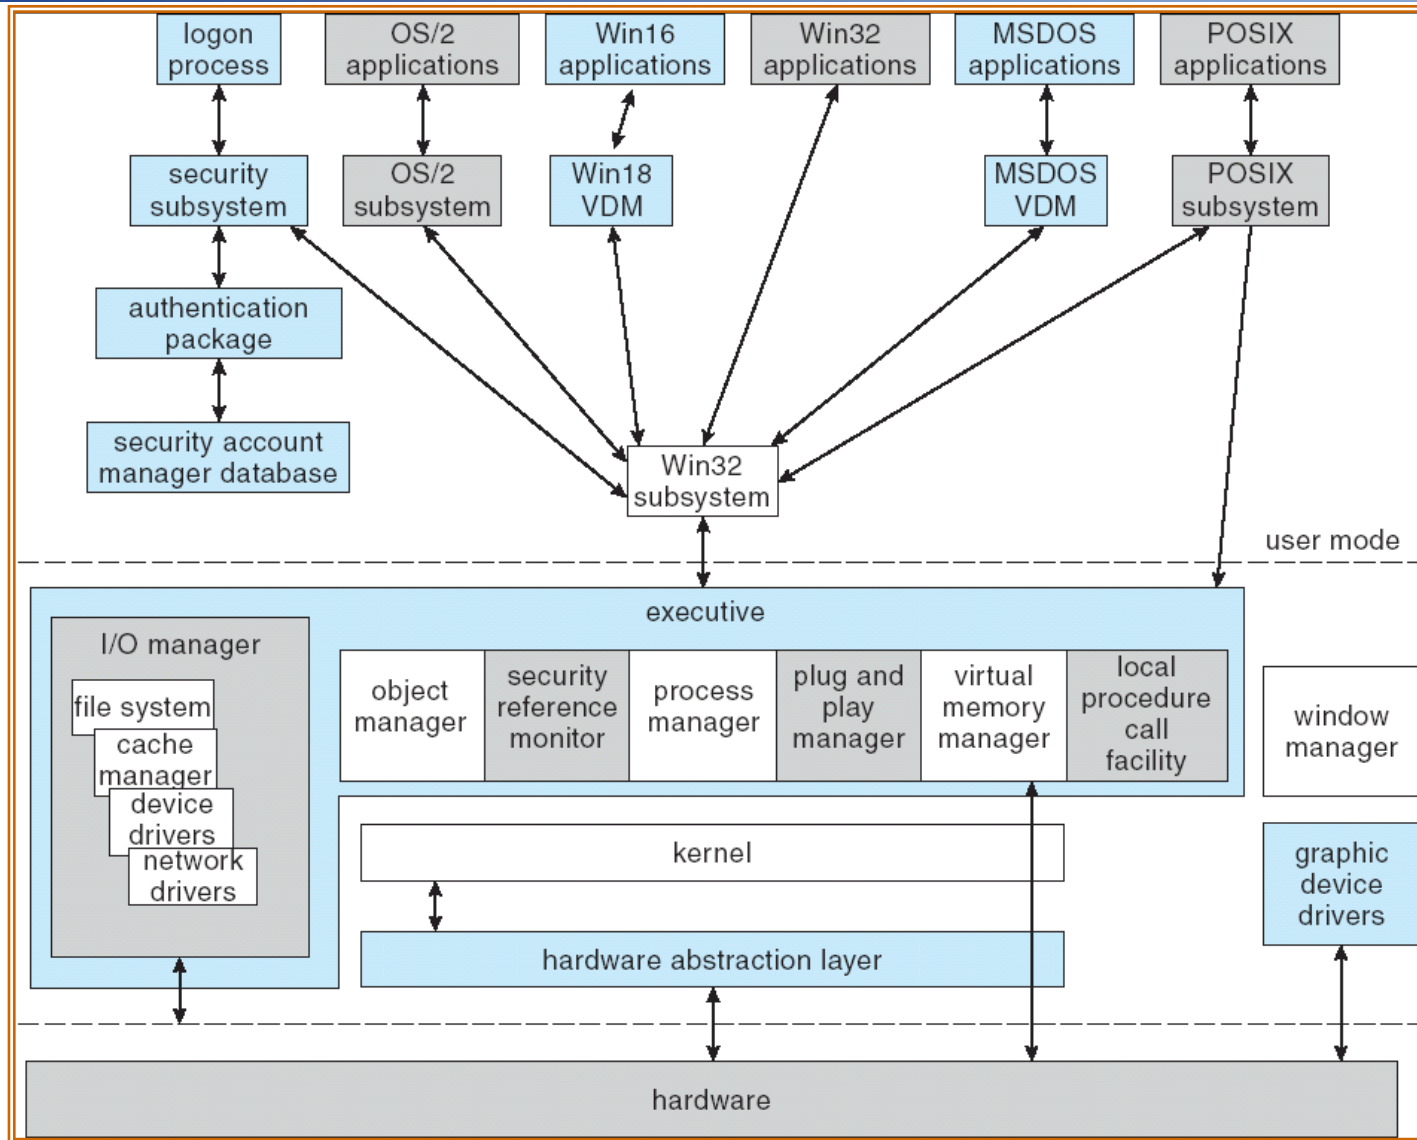 logon
process
OS/2
applications
Win16
applications
Win32
applications
MSDOS
applications
POSIX
applications
security
subsystem
OS/2
subsystem
Win18
VDM
MSDOS
VDM
POSIX
subsystem
authentication
package
security account
manager database
Win32
subsystem
user mode
executive
I/O manager
file system
cache
manager
device
drivers
network
drivers
object
manager
security
reference
monitor
process
manager
plug and
play
manager
virtual
memory
manager
local
procedure
call
facility
window
manager
kernel
graphic
device
drivers
hardware abstraction layer
hardware